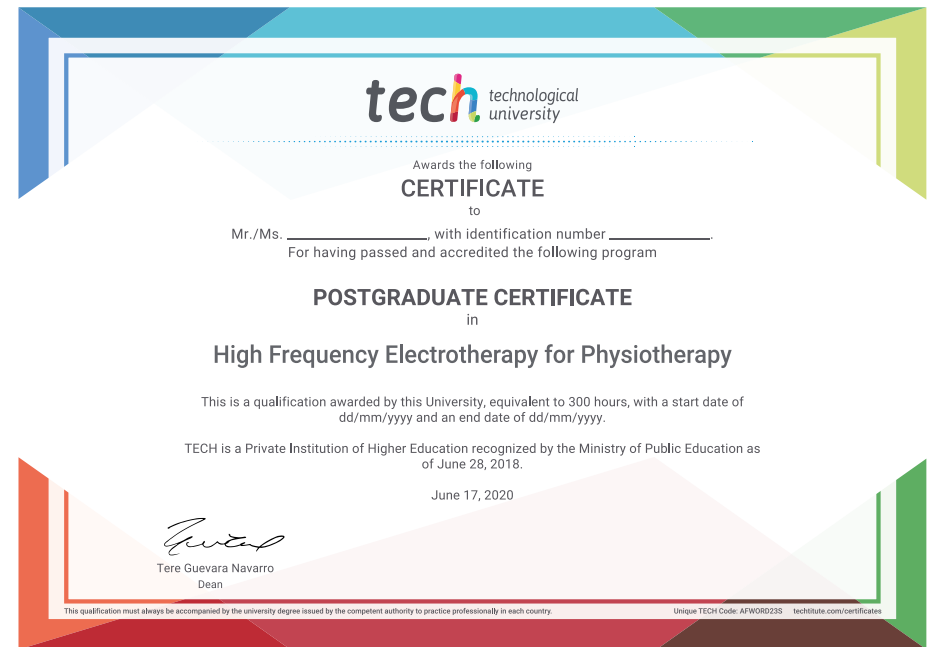 tech technological
university
Awards the following
CERTIFICATE
to
Mr./Ms. ____________________, with identification number ______________.
For having passed and accredited the following program
POSTGRADUATE CERTIFICATE
in
High Frequency Electrotherapy for Physiotherapy
This is a qualification awarded by this University, equivalent to 300 hours, with a start date of
dd/mm/yyyy and an end date of dd/mm/yyyy.
TECH is a Private Institution of Higher Education recognized by the Ministry of Public Education as
of June 28, 2018.
June 17, 2020
Tere Guevara Navarro
Dean
This qualification must always be accompanied by the university degree issued by the competent authority to practice professionally in each country.
Unique TECH Code: AFWORD23S techtitute.com/certificates